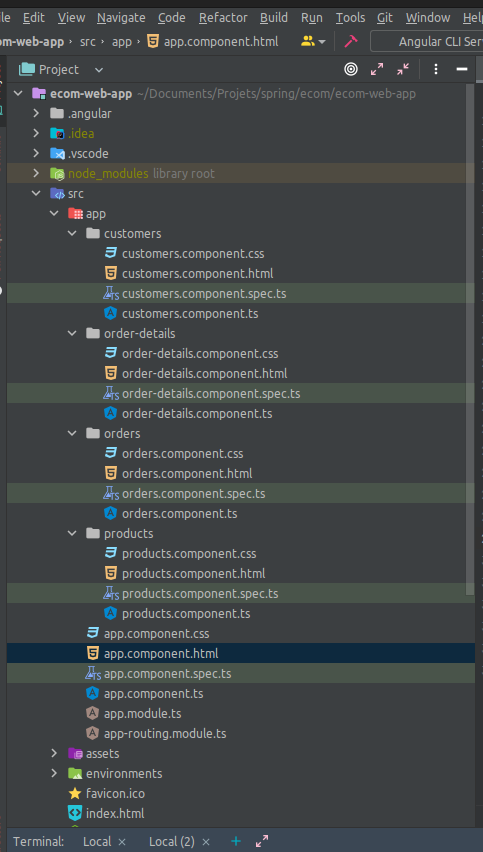 File Edit View Navigate Code Refactor Build Run Tools Git Window Help
om-web-app src app app.component.html Angular CLI Ser
Project
ecom-web-app ~/Documents/Projets/spring/ecom/ecom-web-app
.angular
.idea
.vscode
node_modules library root
src
app
customers
customers.component.css
customers.component.html
customers.component.spec.ts
customers.component.ts
order-details
order-details.component.css
order-details.component.html
order-details.component.spec.ts
order-details.component.ts
orders
orders.component.css
orders.component.html
orders.component.spec.ts
orders.component.ts
products
products.component.css
products.component.html
products.component.spec.ts
products.component.ts
app.component.css
app.component.html
app.component.spec.ts
app.component.ts
app.module.ts
app-routing.module.ts
assets
environments
favicon.ico
index.html
Terminal: Local × Local (2) × +